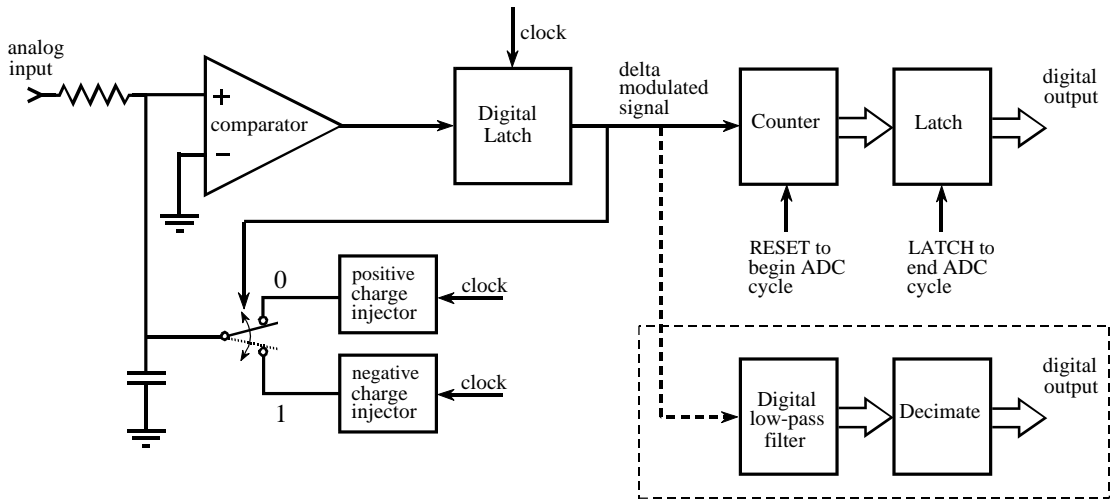 analog
input
+
comparator
−
clock
Digital
Latch
delta
modulated
signal
Counter
Latch
digital
output
RESET to
begin ADC
cycle
LATCH to
end ADC
cycle
0
positive
charge
injector
clock
negative
charge
injector
clock
1
Digital
low-pass
filter
Decimate
digital
output